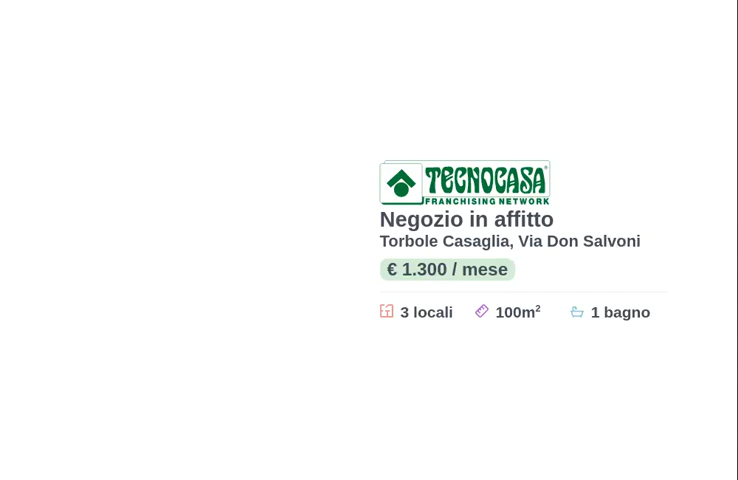 TECNOCASA®
FRANCHISING NETWORK
Negozio in affitto
Torbole Casaglia, Via Don Salvoni
€ 1.300 / mese
3 locali 100m² 1 bagno